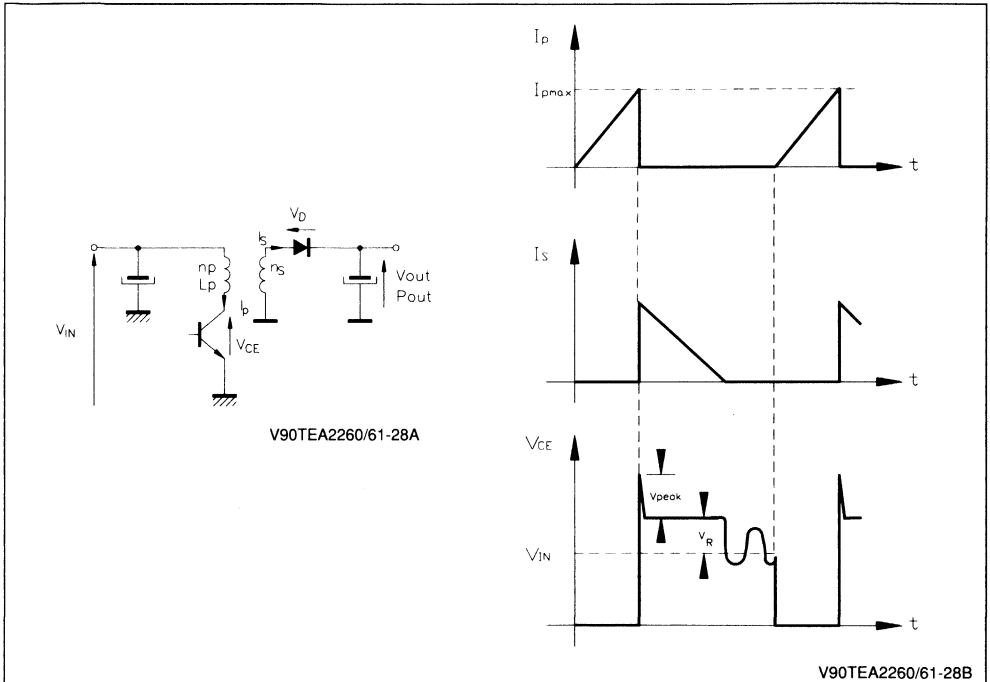 VIN
np
Lp
Ip
VCE
Is
ns
VD
Vout
Pout
V90TEA2260/61-28A
Ip
Ipmax
t
Is
t
VCE
Vpeak
VR
VIN
t
V90TEA2260/61-28B